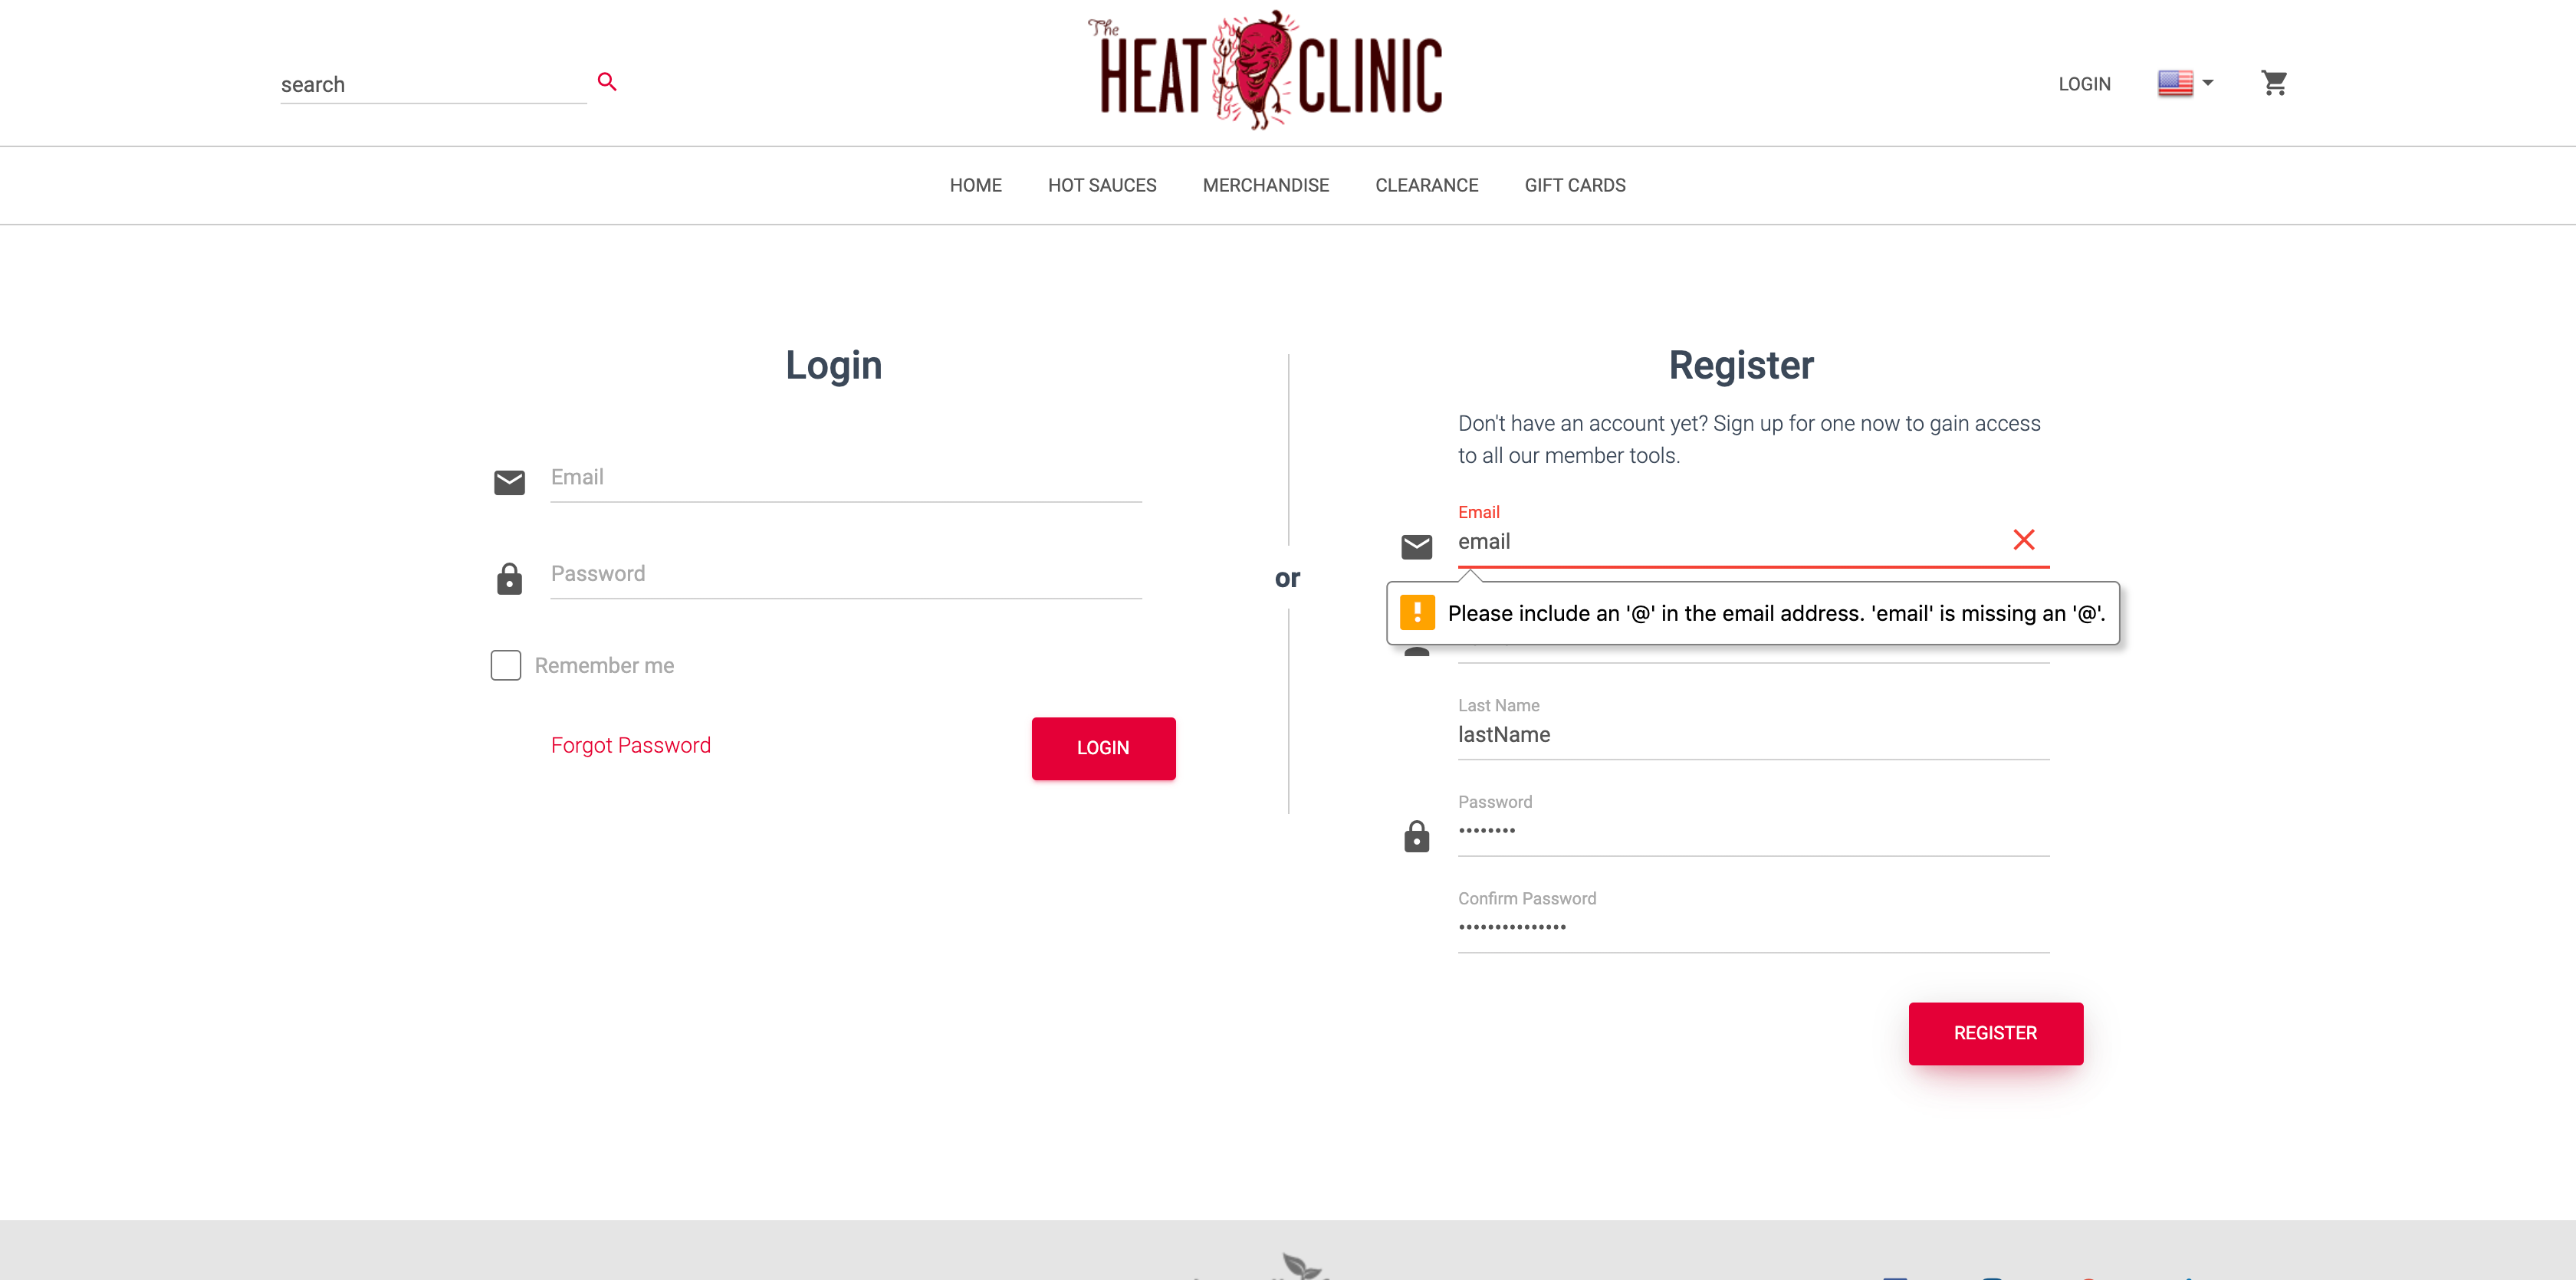 search
The
HEAT CLINIC
LOGIN
HOME HOT SAUCES MERCHANDISE CLEARANCE GIFT CARDS
Login
Email
Password
Remember me
Forgot Password
LOGIN
or
Register
Don't have an account yet? Sign up for one now to gain access
to all our member tools.
Email
email
Please include an '@' in the email address. 'email' is missing an '@'.
Last Name
lastName
Password
••••••••
Confirm Password
•••••••••••••••
REGISTER